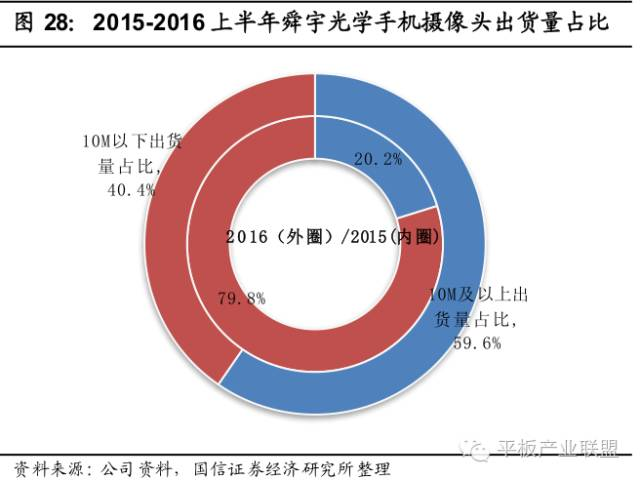 图 28： 2015-2016 上半年舜宇光学手机摄像头出货量占比
10M以下出货
量占比,
40.4%
20.2%
2016（外圈）/2015(内圈)
79.8%
10M及以上出
货量占比,
59.6%
平板产业联盟
资料来源：公司资料，国信证券经济研究所整理